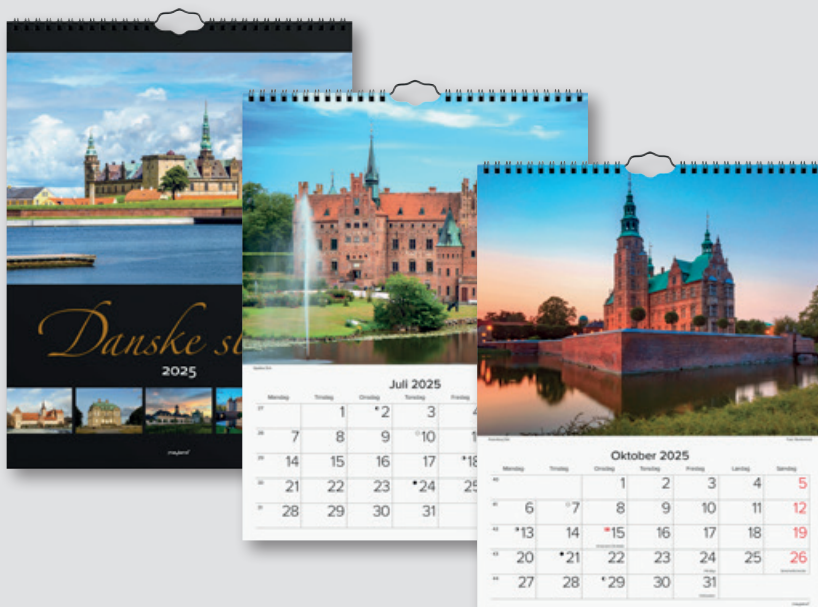 Danske sl
2025
mayland
Juli 2025
Mandag Tirsdag Onsdag Torsdag Fredag
27 1 2 3 4
28 7 8 9 10 1
29 14 15 16 17 18
30 21 22 23 24 25
31 28 29 30 31
Oktober 2025
Mandag Tirsdag Onsdag Torsdag Fredag Lørdag Søndag
40 1 2 3 4 5
41 6 7 8 9 10 11 12
42 13 14 15 16 17 18 19
43 20 21 22 23 24 25 26
44 27 28 29 30 31
mayland